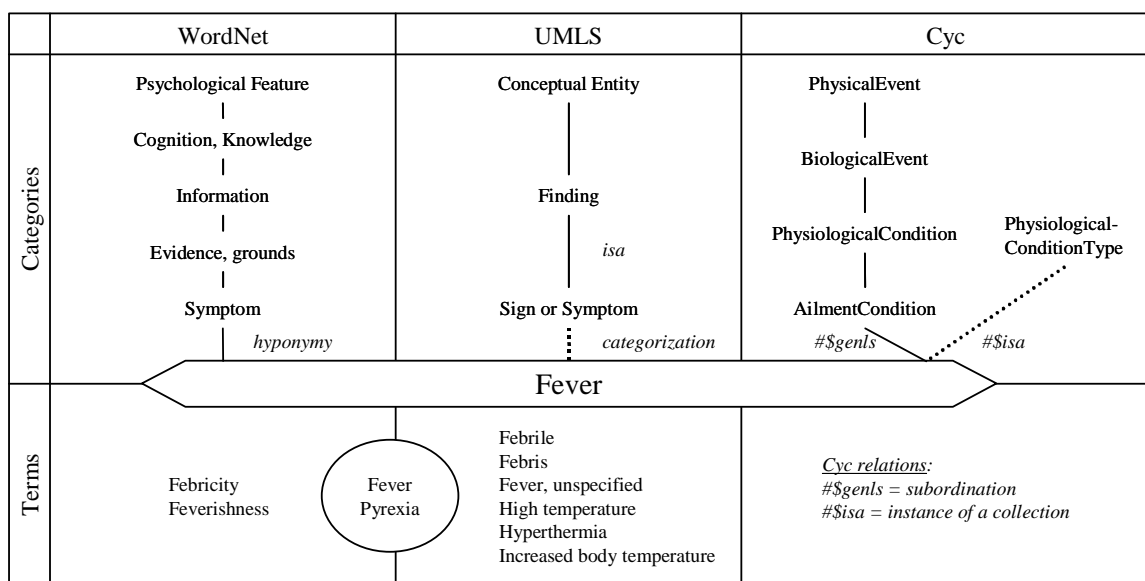 WordNet
UMLS
Cyc
Categories
Psychological Feature
Cognition, Knowledge
Information
Evidence, grounds
Symptom
hyponymy
Conceptual Entity
Finding
isa
Sign or Symptom
categorization
PhysicalEvent
BiologicalEvent
PhysiologicalCondition
Physiological-
ConditionType
AilmentCondition
#$genls
#$isa
Fever
Terms
Febricity
Feverishness
Fever
Pyrexia
Febrile
Febris
Fever, unspecified
High temperature
Hyperthermia
Increased body temperature
Cyc relations:
#$genls = subordination
#$isa = instance of a collection